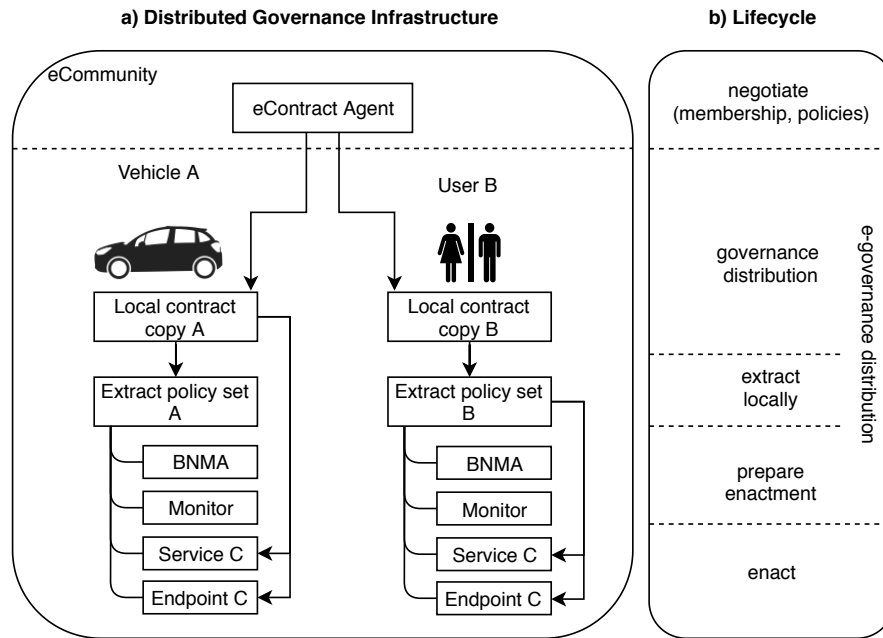 a) Distributed Governance Infrastructure
b) Lifecycle
eCommunity
eContract Agent
negotiate
(membership, policies)
Vehicle A
User B
governance
distribution
e-governance distribution
Local contract
copy A
Local contract
copy B
Extract policy set
A
Extract policy set
B
extract
locally
BNMA
BNMA
Monitor
Monitor
prepare
enactment
Service C
Service C
Endpoint C
Endpoint C
enact